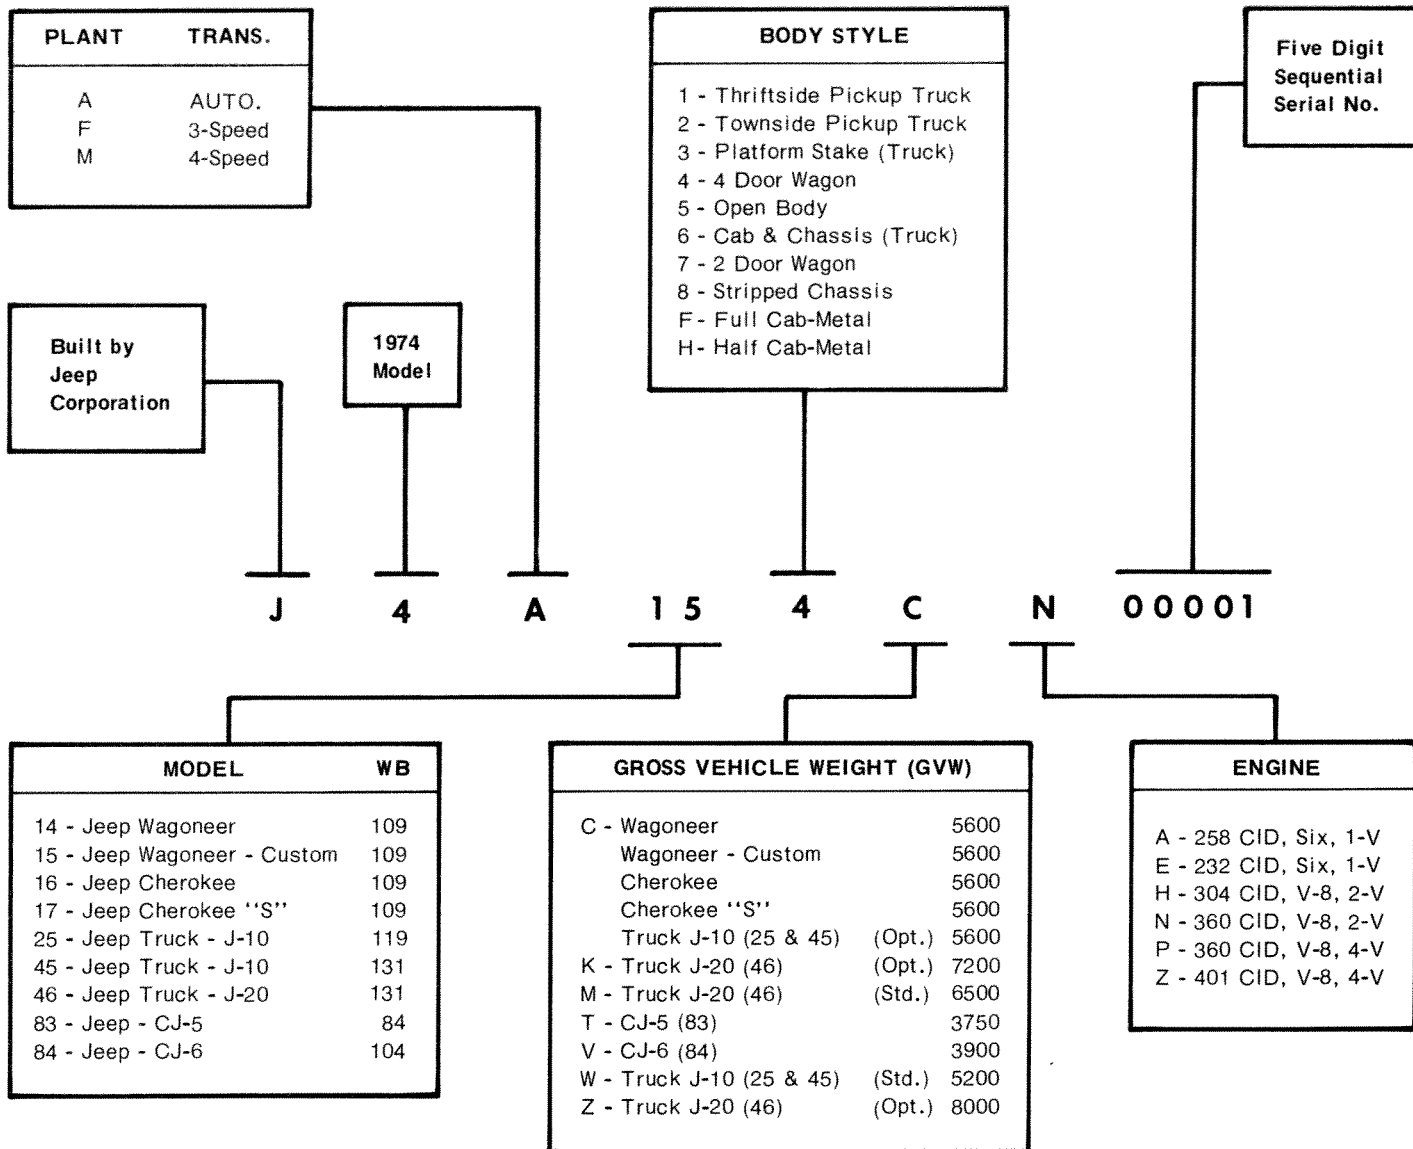 PLANT TRANS.
A AUTO.
F 3-Speed
M 4-Speed
BODY STYLE
1 - Thriftside Pickup Truck
2 - Townside Pickup Truck
3 - Platform Stake (Truck)
4 - 4 Door Wagon
5 - Open Body
6 - Cab & Chassis (Truck)
7 - 2 Door Wagon
8 - Stripped Chassis
F - Full Cab-Metal
H - Half Cab-Metal
Five Digit
Sequential
Serial No.
Built by
Jeep
Corporation
1974
Model
J 4 A 15 4 C N 00001
MODEL WB
14 - Jeep Wagoneer 109
15 - Jeep Wagoneer - Custom 109
16 - Jeep Cherokee 109
17 - Jeep Cherokee "S" 109
25 - Jeep Truck - J-10 119
45 - Jeep Truck - J-10 131
46 - Jeep Truck - J-20 131
83 - Jeep - CJ-5 84
84 - Jeep - CJ-6 104
GROSS VEHICLE WEIGHT (GVW)
C - Wagoneer 5600
Wagoneer - Custom 5600
Cherokee 5600
Cherokee "S" 5600
Truck J-10 (25 & 45) (Opt.) 5600
K - Truck J-20 (46) (Opt.) 7200
M - Truck J-20 (46) (Std.) 6500
T - CJ-5 (83) 3750
V - CJ-6 (84) 3900
W - Truck J-10 (25 & 45) (Std.) 5200
Z - Truck J-20 (46) (Opt.) 8000
ENGINE
A - 258 CID, Six, 1-V
E - 232 CID, Six, 1-V
H - 304 CID, V-8, 2-V
N - 360 CID, V-8, 2-V
P - 360 CID, V-8, 4-V
Z - 401 CID, V-8, 4-V